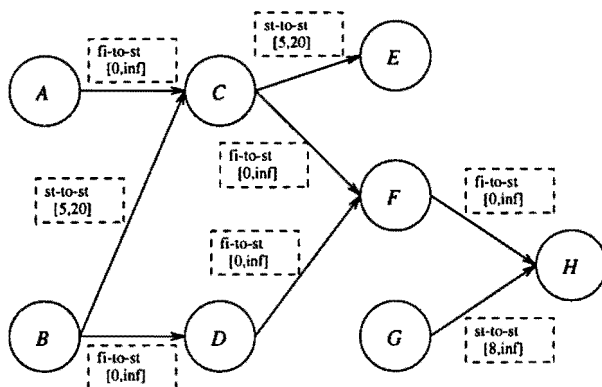 st-to-st
[5,20]
E
fi-to-st
[0,inf]
A
C
fi-to-st
[0,inf]
st-to-st
[5,20]
F
fi-to-st
[0,inf]
fi-to-st
[0,inf]
H
B
D
G
st-to-st
[8,inf]
fi-to-st
[0,inf]